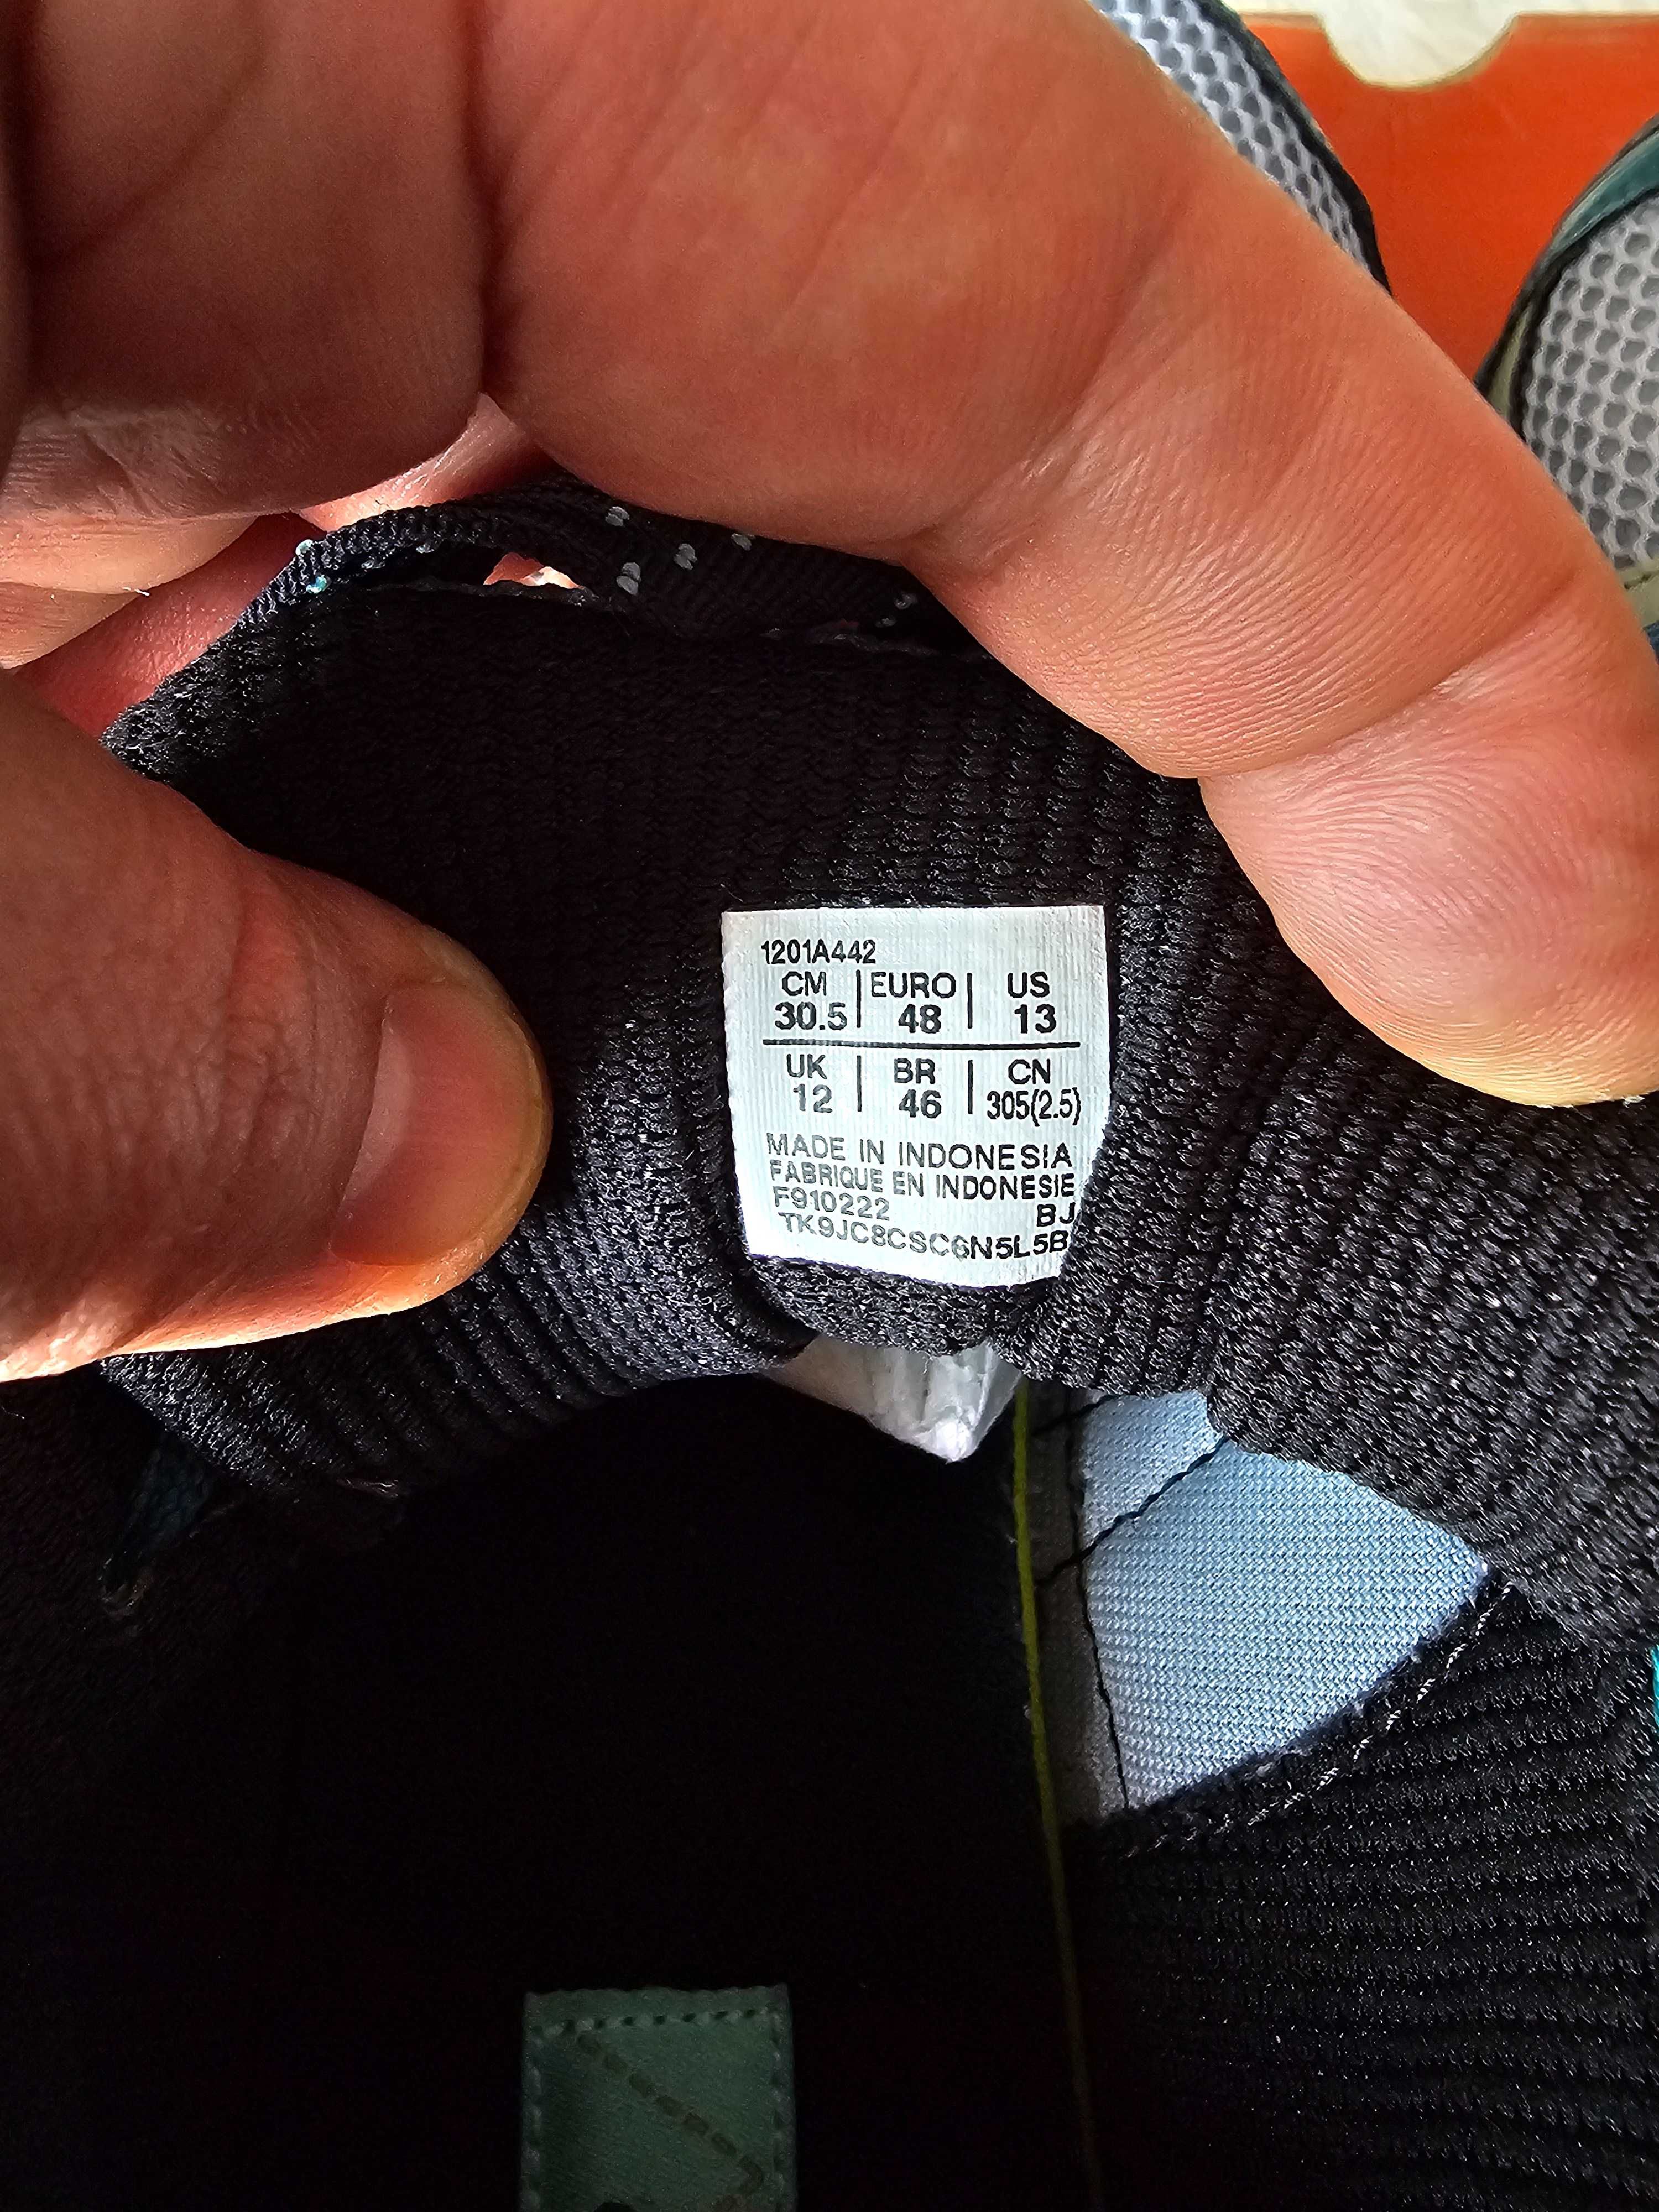 1201A442
CM | EURO | US
30.5 | 48 | 13
UK | BR | CN
12 | 46 | 305(2.5)
MADE IN INDONESIA
FABRIQUE EN INDONESIE
F910222 BJ
TK9JC8CSC6N5L5B